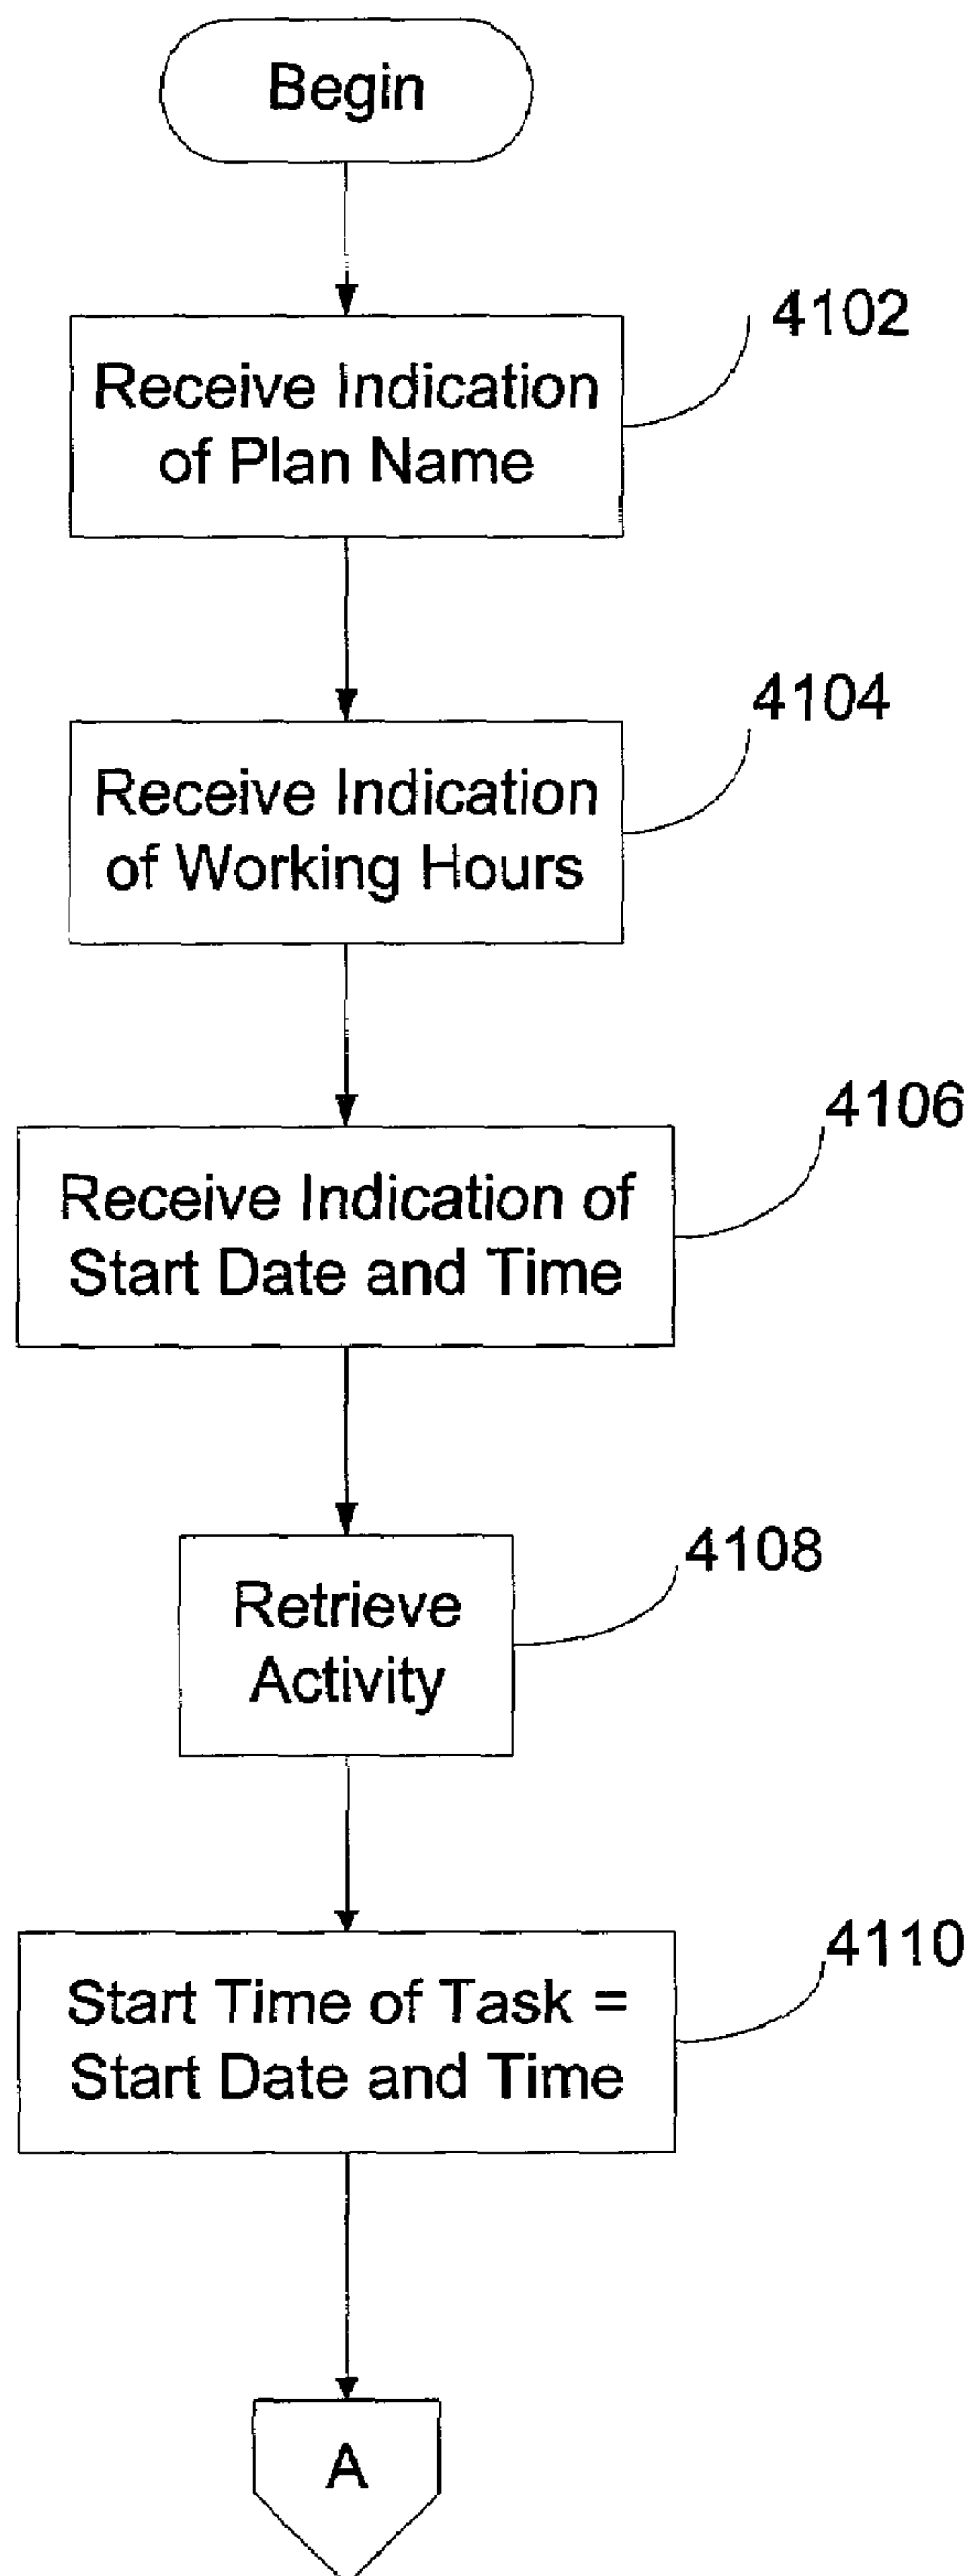 Begin
4102
Receive Indication
of Plan Name
4104
Receive Indication
of Working Hours
4106
Receive Indication of
Start Date and Time
4108
Retrieve
Activity
4110
Start Time of Task =
Start Date and Time
A